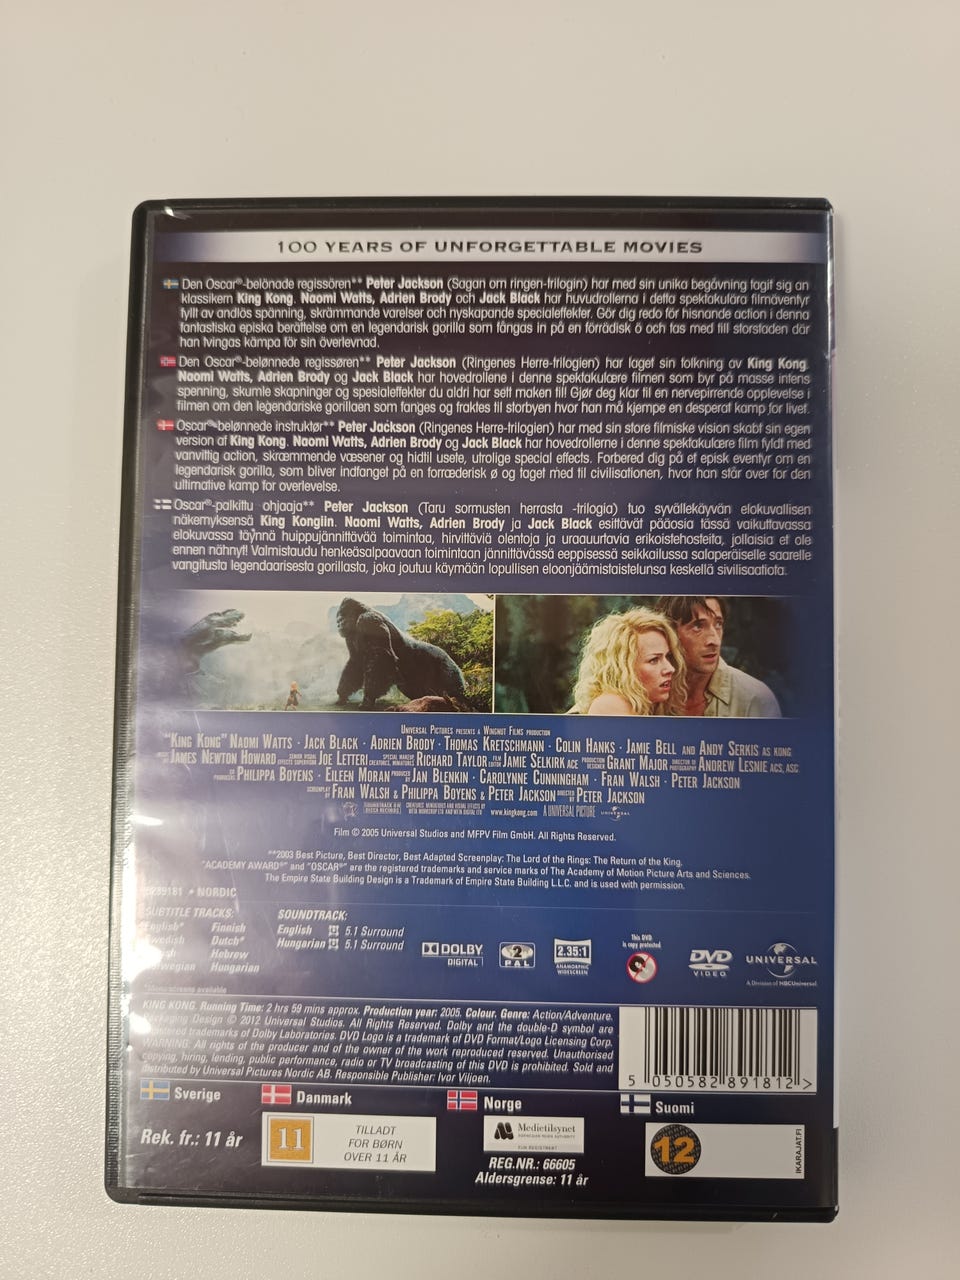 100 YEARS OF UNFORGETTABLE MOVIES
Den Oscar®-belönade regissören** Peter Jackson (Sagan om ringen-trilogin) har med sin unika begåvning tagit sig an
klassikern King Kong. Naomi Watts, Adrien Brody och Jack Black har huvudrollerna i detta spektakulära filmäventyr
fyllt av andlös spänning, skrämmande varelser och nyskapande specialeffekter. Gör dig redo för hisnande action i denna
fantastiska episka berättelse om en legendarisk gorilla som fångas in på en förrädisk ö och tas med till storstaden där
han tvingas kämpa för sin överlevnad.
Den Oscar®-belønnede regissøren** Peter Jackson (Ringenes Herre-trilogien) har laget sin tolkning av King Kong.
Naomi Watts, Adrien Brody og Jack Black har hovedrollene i denne spektakulære filmen som byr på masse intens
spenning, skumle skapninger og spesialeffekter du aldri har sett maken til! Gjør deg klar til en nervepirrende opplevelse i
filmen om den legendariske gorillaen som fanges og fraktes til storbyen hvor han må kjempe en desperat kamp for livet.
Oscar®-belønnede instruktør** Peter Jackson (Ringenes Herre-trilogien) har med sin store filmiske vision skabt sin egen
version af King Kong. Naomi Watts, Adrien Brody og Jack Black har hovedrollerne i denne spektakulære film fyldt med
vanvittig action, skræmmende væsener og hidtil usete, utrolige special effects. Forbered dig på et episk eventyr om en
legendarisk gorilla, som bliver indfanget på en forræderisk ø og taget med til civilisationen, hvor han står over for den
ultimative kamp for overlevelse.
Oscar®-palkittu ohjaaja** Peter Jackson (Taru sormusten herrasta -trilogia) tuo syvällekäyvän elokuvallisen
näkemyksensä King Kongiin. Naomi Watts, Adrien Brody ja Jack Black esittävät pääosia tässä vaikuttavassa
elokuvassa täynnä huippujännittävää toimintaa, hirvittäviä olentoja ja uraauurtavia erikoistehosteita, jollaisia et ole
ennen nähnyt! Valmistaudu henkeäsalpaavaan toimintaan jännittävässä eeppisessä seikkailussa salaperäiselle saarelle
vangitusta legendaarisesta gorillasta, joka joutuu käymään lopullisen eloonjäämistaistelunsa keskellä sivilisaatiota.
UNIVERSAL PICTURES PRESENTS A WINGNUT FILMS PRODUCTION
"KING KONG" NAOMI WATTS · JACK BLACK · ADRIEN BRODY · THOMAS KRETSCHMANN · COLIN HANKS · JAMIE BELL AND ANDY SERKIS AS KONG
JAMES NEWTON HOWARD JOE LETTERI RICHARD TAYLOR FILM EDITOR JAMIE SELKIRK ACE PRODUCTION DESIGNER GRANT MAJOR DIRECTOR OF PHOTOGRAPHY ANDREW LESNIE ACS, ASC
CO PRODUCERS PHILIPPA BOYENS · EILEEN MORAN PRODUCED BY JAN BLENKIN · CAROLYNNE CUNNINGHAM · FRAN WALSH · PETER JACKSON
SCREENPLAY BY FRAN WALSH & PHILIPPA BOYENS & PETER JACKSON DIRECTED BY PETER JACKSON
www.kingkong.com A UNIVERSAL PICTURE UNIVERSAL
Film © 2005 Universal Studios and MFPV Film GmbH. All Rights Reserved.
**2003 Best Picture, Best Director, Best Adapted Screenplay: The Lord of the Rings: The Return of the King.
"ACADEMY AWARD®" and "OSCAR®" are the registered trademarks and service marks of The Academy of Motion Picture Arts and Sciences.
The Empire State Building Design is a Trademark of Empire State Building L.L.C. and is used with permission.
• NORDIC
SUBTITLE TRACKS:
English* Finnish
Swedish Dutch*
Hebrew
Norwegian Hungarian
*Menu screens available
SOUNDTRACK:
English 5.1 Surround
Hungarian 5.1 Surround
DOLBY
DIGITAL
2
PAL
2.35:1
ANAMORPHIC
WIDESCREEN
This DVD
is copy protected
DVD
VIDEO
UNIVERSAL
A Division of NBCUniversal
KING KONG. Running Time: 2 hrs 59 mins approx. Production year: 2005. Colour. Genre: Action/Adventure.
Packaging Design © 2012 Universal Studios. All Rights Reserved. Dolby and the double-D symbol are
registered trademarks of Dolby Laboratories. DVD Logo is a trademark of DVD Format/Logo Licensing Corp.
WARNING: All rights of the producer and of the owner of the work reproduced reserved. Unauthorised
copying, hiring, lending, public performance, radio or TV broadcasting of this DVD is prohibited. Sold and
distributed by Universal Pictures Nordic AB. Responsible Publisher: Ivor Viljoen.
5 050582 891812 >
Sverige
Rek. fr.: 11 år
Danmark
11
TILLADT
FOR BØRN
OVER 11 ÅR
Norge
Medietilsynet
NORWEGIAN MEDIA AUTHORITY
REG.NR.: 66605
Aldersgrense: 11 år
Suomi
12
IKARAJAT.FI